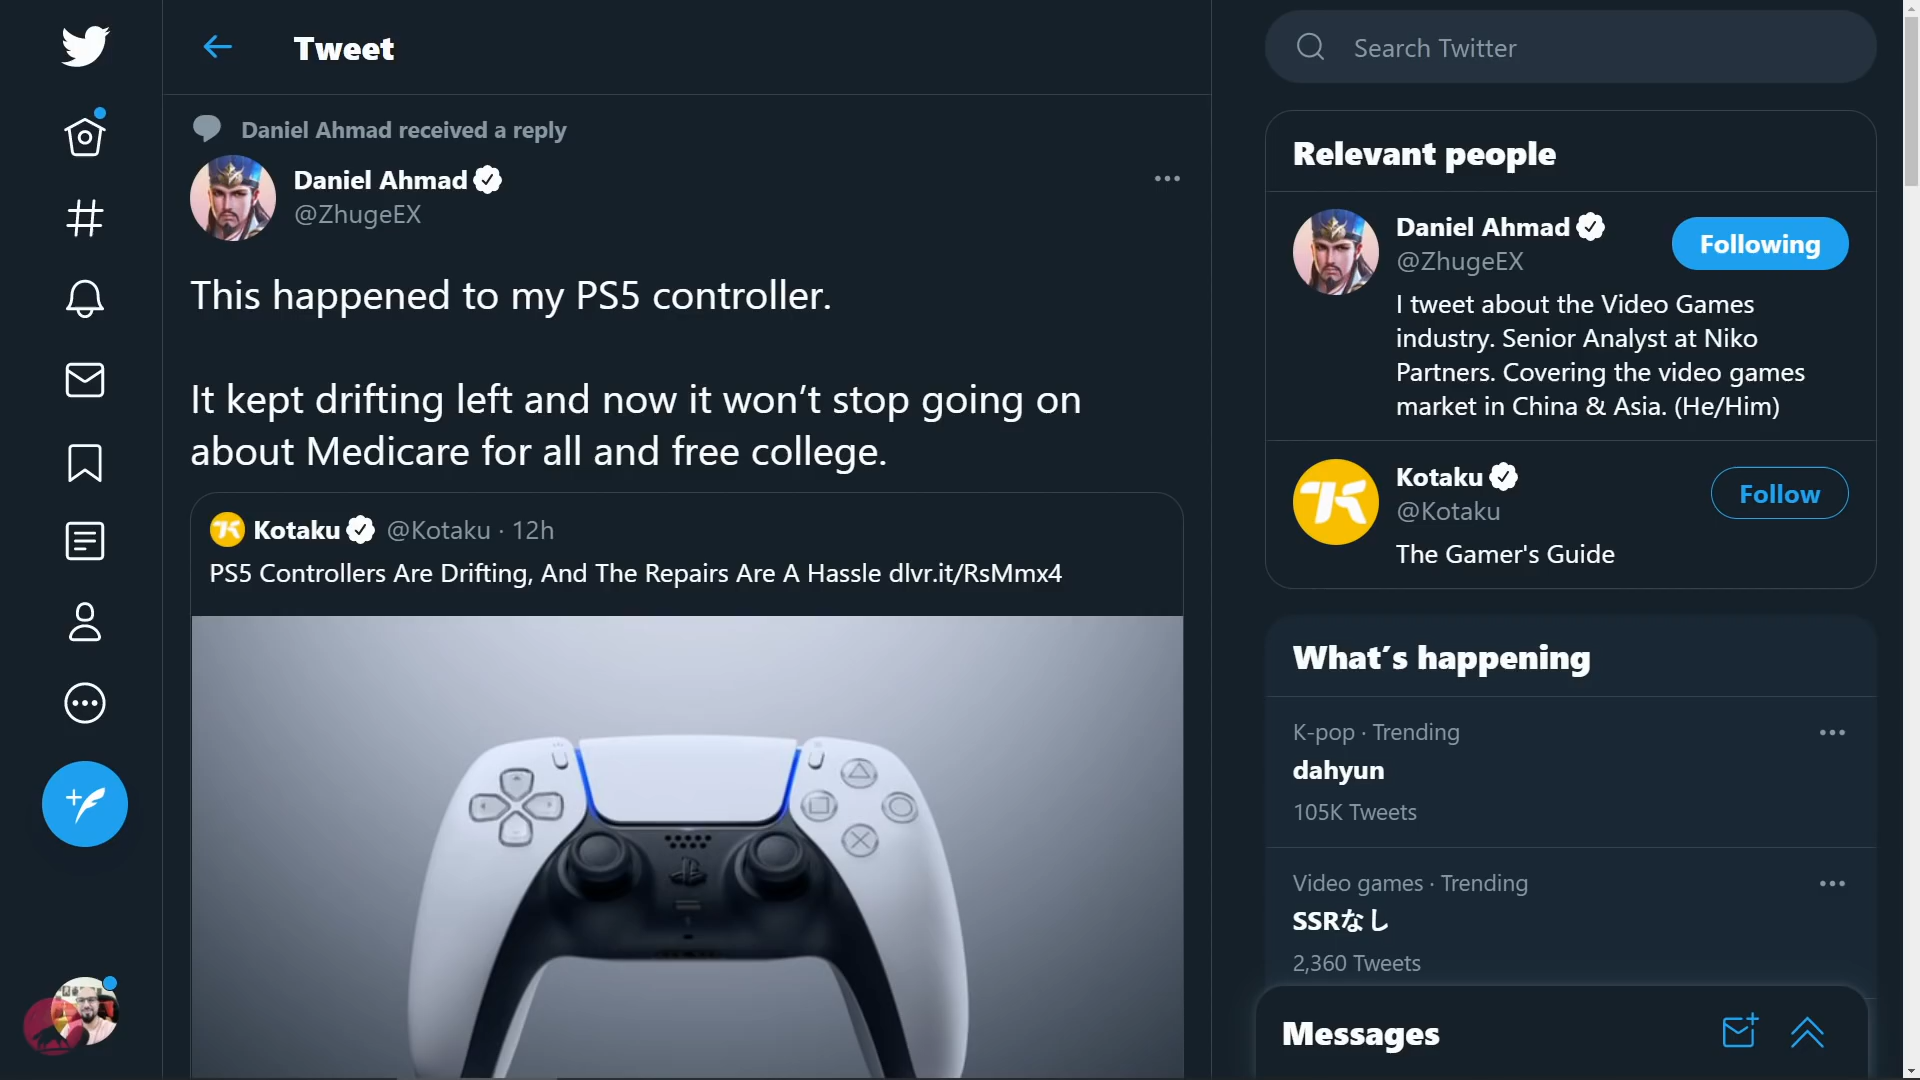 Tweet
Daniel Ahmad received a reply
Daniel Ahmad
@ZhugeEX
This happened to my PS5 controller.
It kept drifting left and now it won’t stop going on
about Medicare for all and free college.
Kotaku @Kotaku · 12h
PS5 Controllers Are Drifting, And The Repairs Are A Hassle dlvr.it/RsMmx4
Search Twitter
Relevant people
Daniel Ahmad
@ZhugeEX
Following
I tweet about the Video Games
industry. Senior Analyst at Niko
Partners. Covering the video games
market in China & Asia. (He/Him)
Kotaku
@Kotaku
Follow
The Gamer's Guide
What’s happening
K-pop · Trending
dahyun
105K Tweets
Video games · Trending
SSRなし
2,360 Tweets
Messages